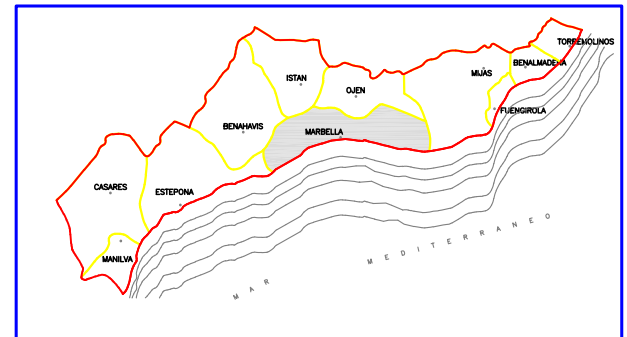 TORREMOLINOS
BENALMADENA
MIJAS
ISTAN
OJEN
FUENGIROLA
BENAHAVIS
MARBELLA
CASARES
ESTEPONA
MANILVA
MAR MEDITERRANEO